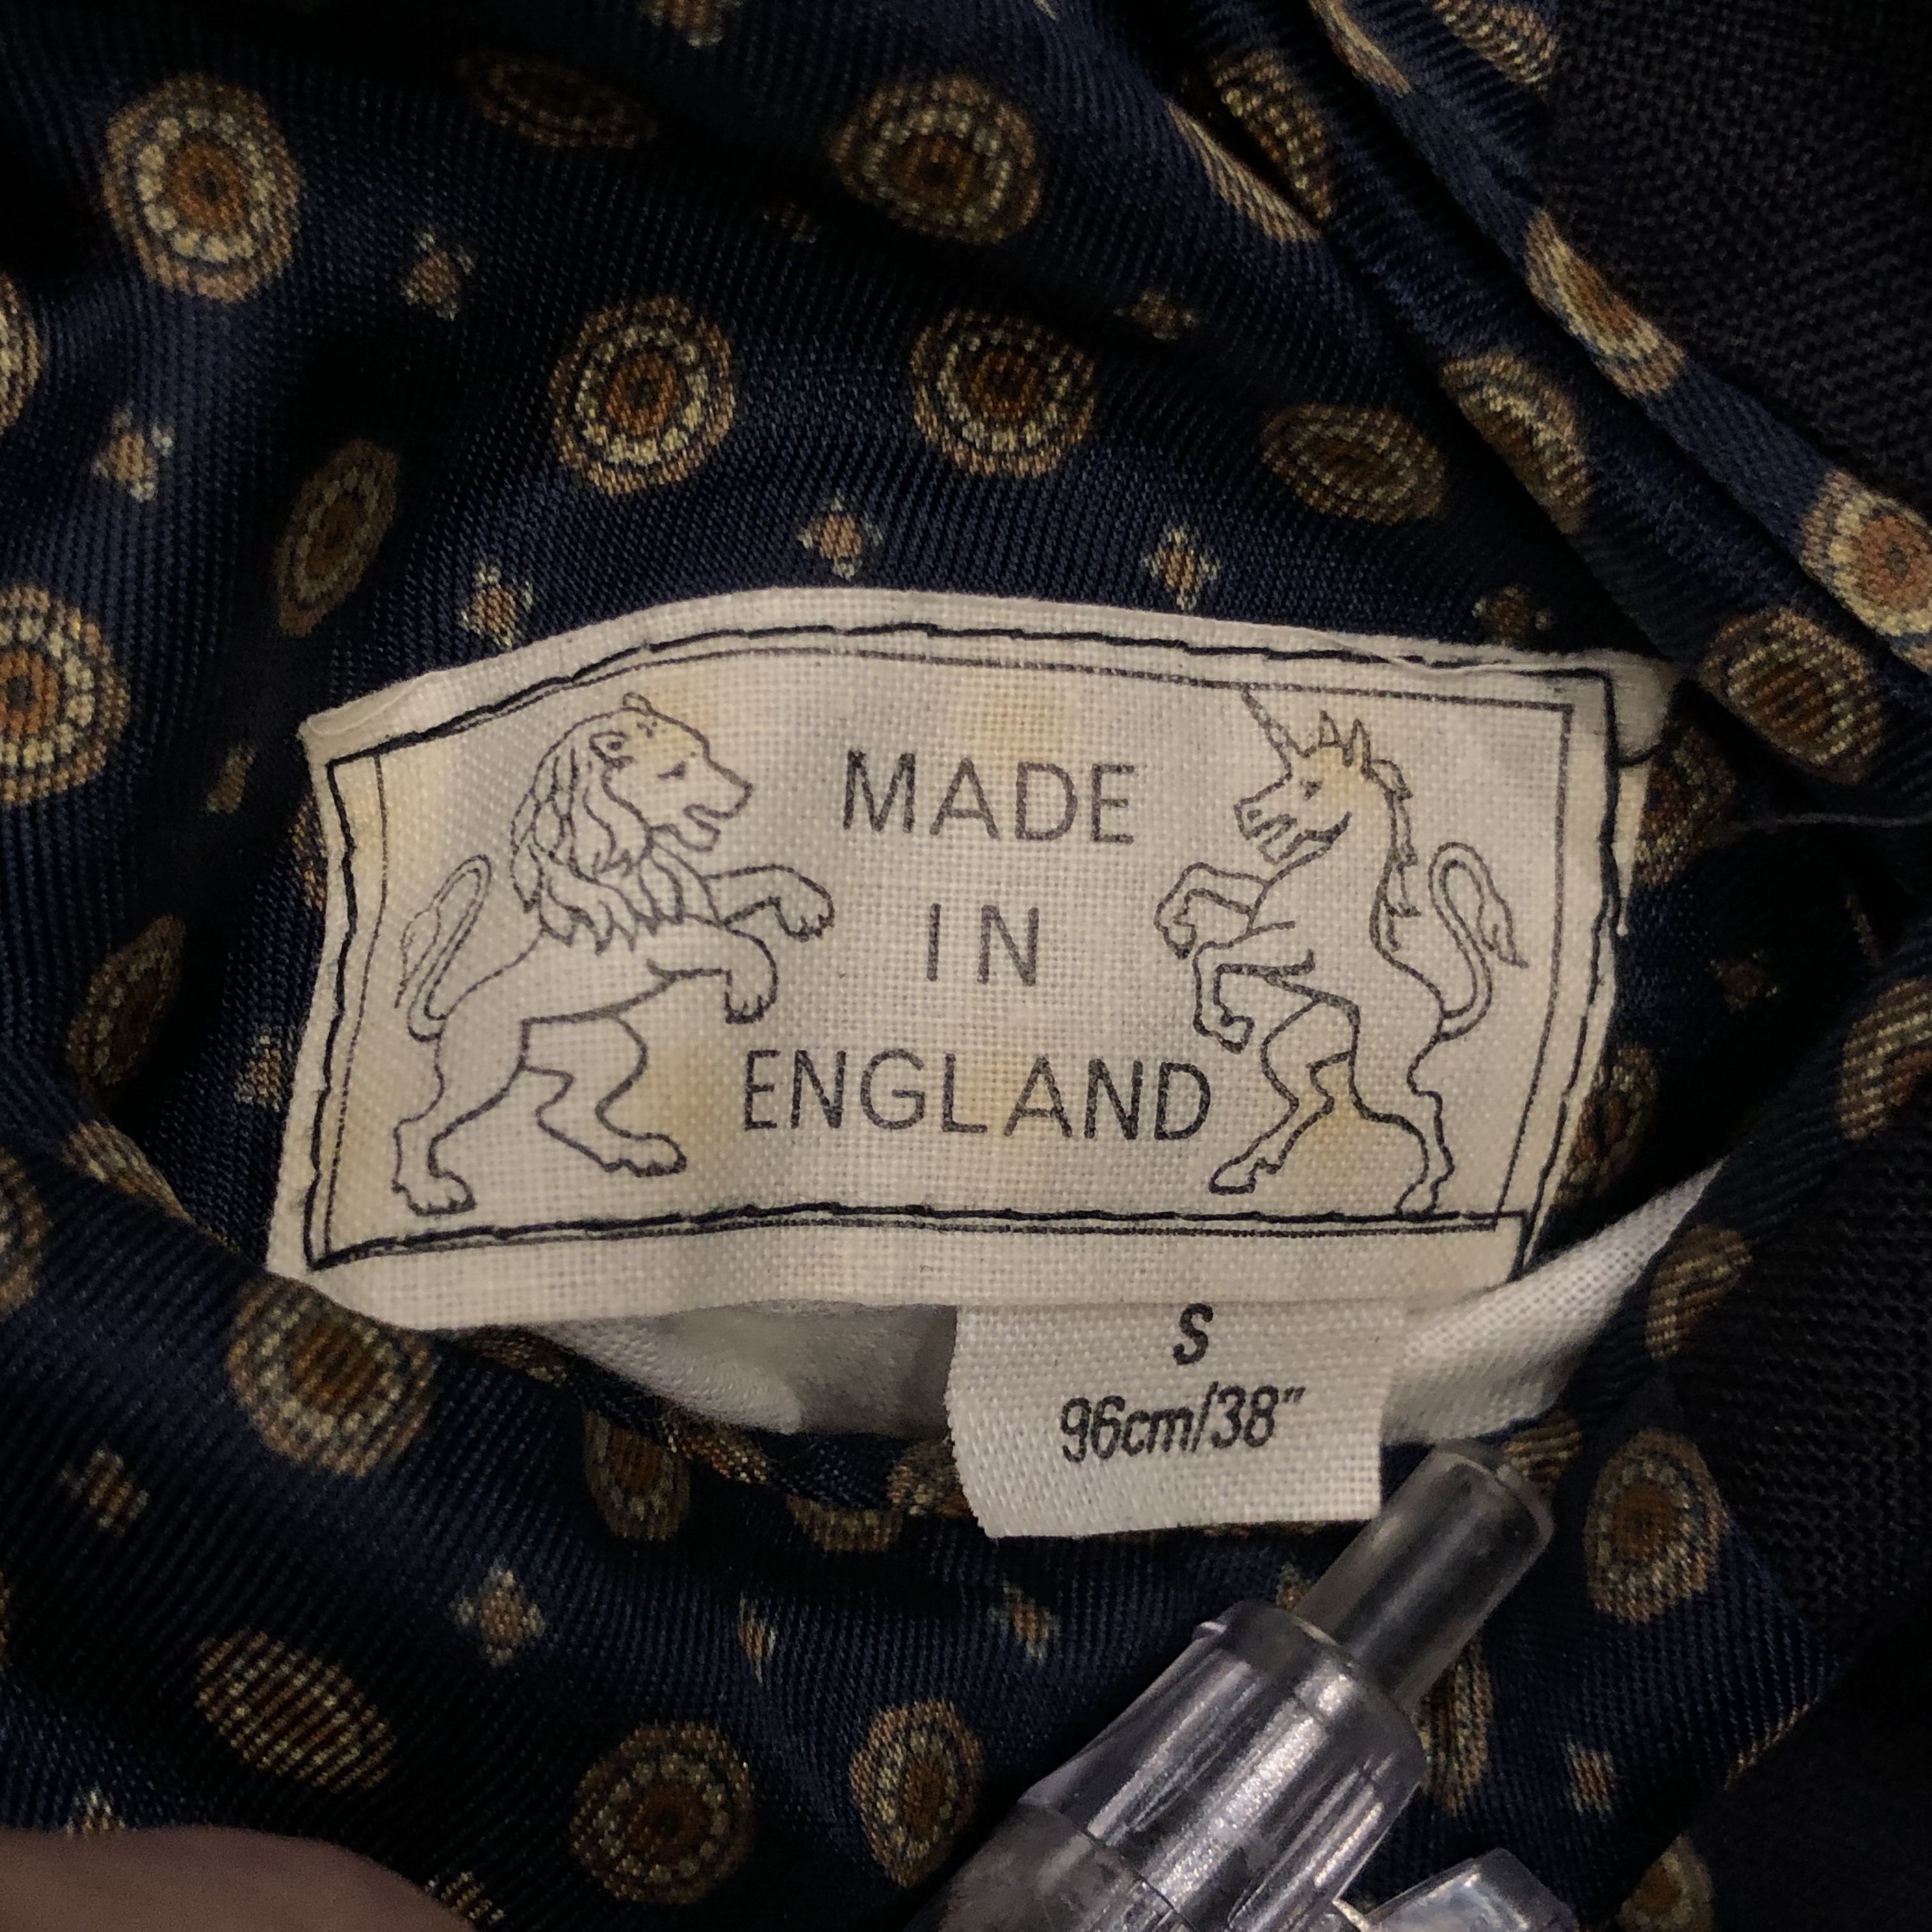 MADE
IN
ENGLAND
S
96cm/38"